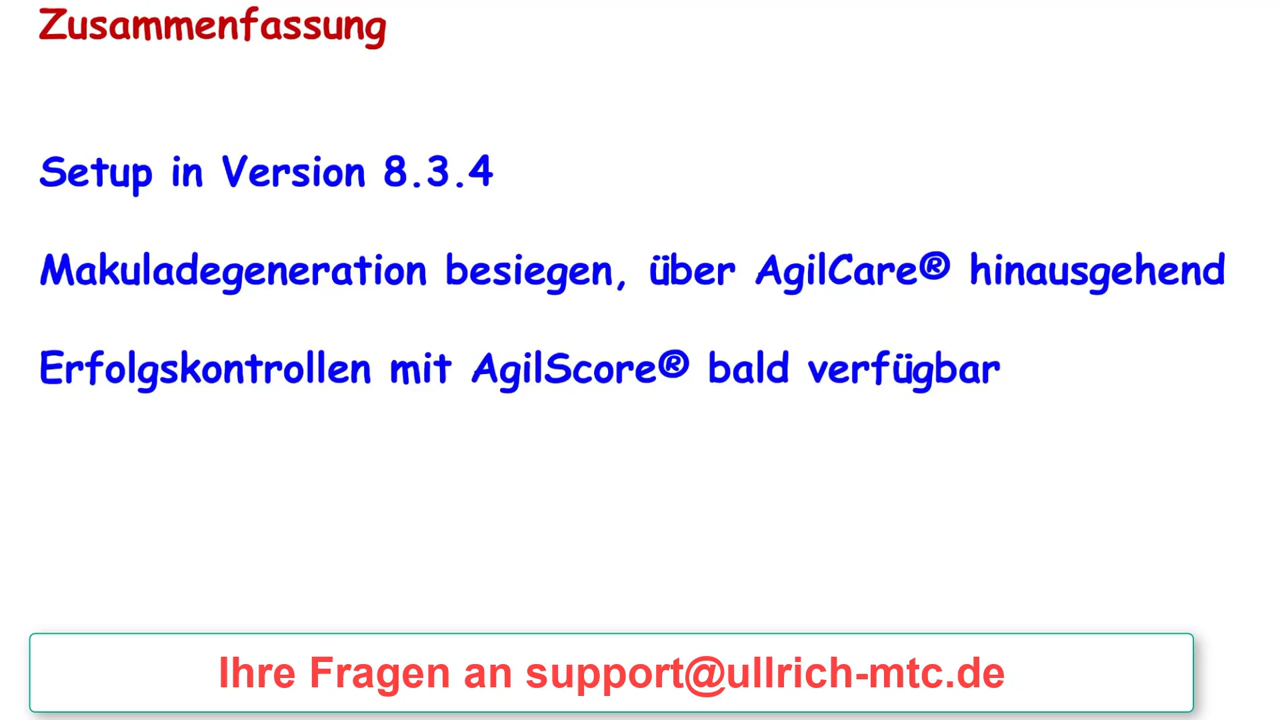 Zusammenfassung
Setup in Version 8.3.4
Makuladegeneration besiegen, über AgilCare® hinausgehend
Erfolgskontrollen mit AgilScore® bald verfügbar
Ihre Fragen an support@ullrich-mtc.de